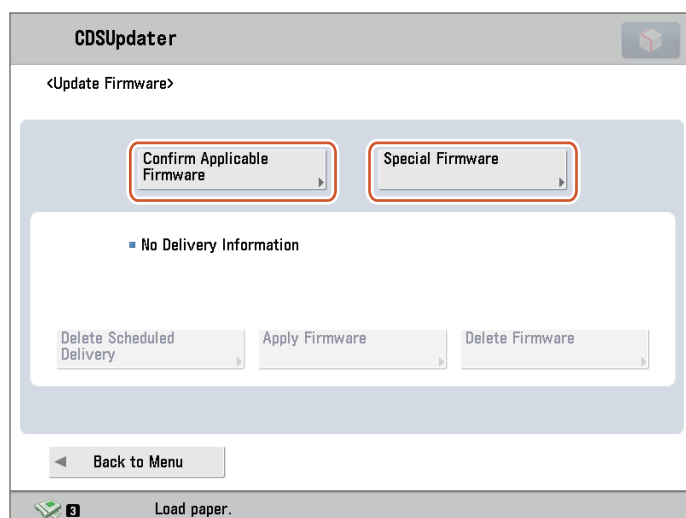 CDSUpdater
<Update Firmware>
Confirm Applicable
Firmware
Special Firmware
No Delivery Information
Delete Scheduled
Delivery
Apply Firmware
Delete Firmware
Back to Menu
3
Load paper.